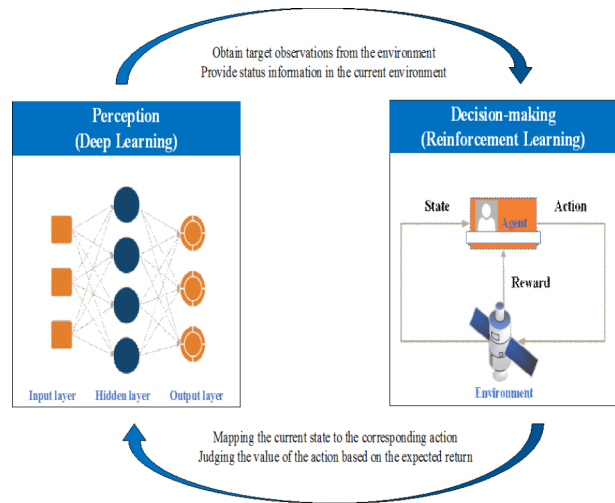 Obtain target observations from the environment
Provide status information in the current environment
Perception
(Deep Learning)
Input layer Hidden layer Output layer
Decision-making
(Reinforcement Learning)
State
Action
Agent
Reward
Environment
Mapping the current state to the corresponding action
Judging the value of the action based on the expected return